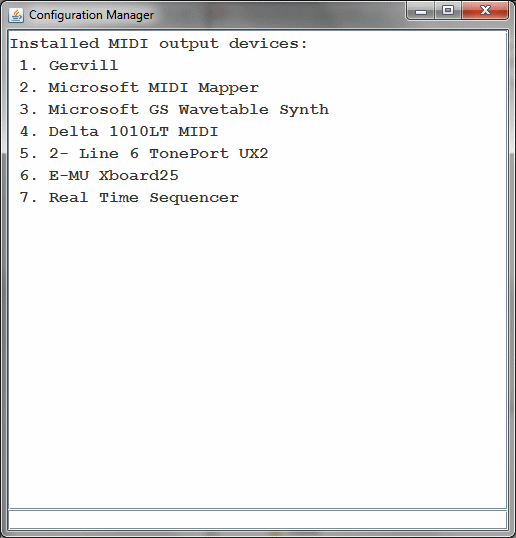 Configuration Manager
Installed MIDI output devices:
1. Gervill
2. Microsoft MIDI Mapper
3. Microsoft GS Wavetable Synth
4. Delta 1010LT MIDI
5. 2- Line 6 TonePort UX2
6. E-MU Xboard25
7. Real Time Sequencer